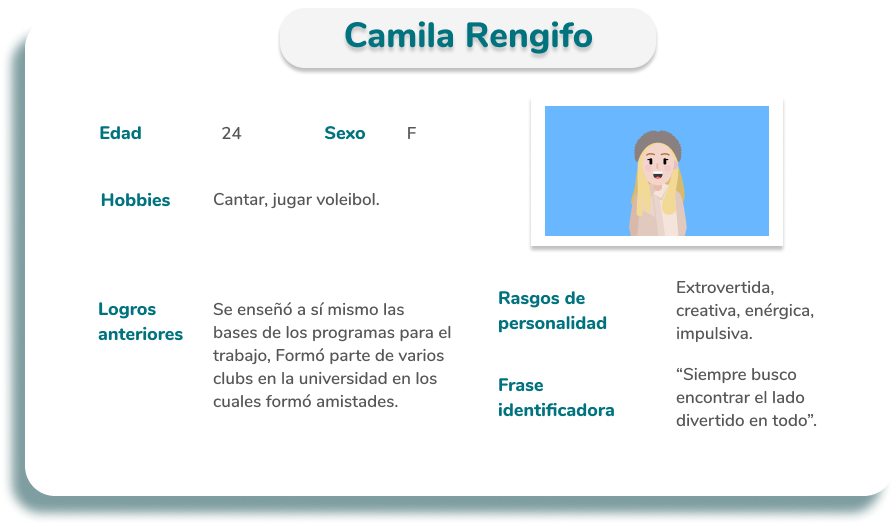 Camila Rengifo
Edad 24 Sexo F
Hobbies Cantar, jugar voleibol.
Logros
anteriores
Se enseñó a sí mismo las
bases de los programas para el
trabajo, Formó parte de varios
clubs en la universidad en los
cuales formó amistades.
Rasgos de
personalidad
Extrovertida,
creativa, enérgica,
impulsiva.
Frase
identificadora
“Siempre busco
encontrar el lado
divertido en todo”.